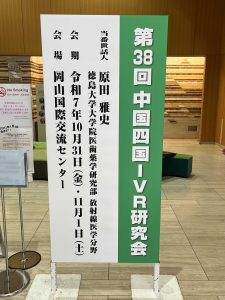 第38回 中国四国IVR研究会
当番世話人 原田 雅史
徳島大学大学院医歯薬学研究部 放射線医学分野
会 期 令和7年10月31日(金)・11月1日(土)
会 場 岡山国際交流センター
No Smoking